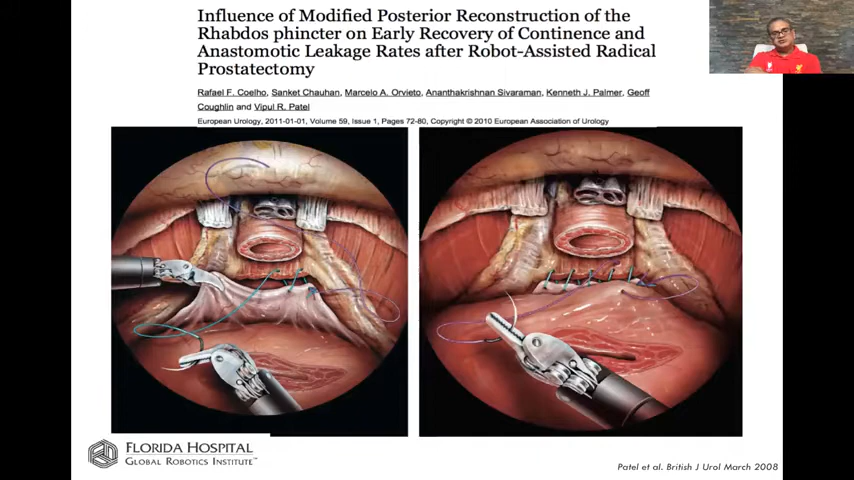 Influence of Modified Posterior Reconstruction of the
Rhabdos phincter on Early Recovery of Continence and
Anastomotic Leakage Rates after Robot-Assisted Radical
Prostatectomy
Rafael F. Coelho, Sanket Chauhan, Marcelo A. Orvieto, Ananthakrishnan Sivaraman, Kenneth J. Palmer, Geoff
Coughlin and Vipul R. Patel
European Urology, 2011-01-01, Volume 59, Issue 1, Pages 72-80, Copyright © 2010 European Association of Urology
FLORIDA HOSPITAL
GLOBAL ROBOTICS INSTITUTE™
Patel et al. British J Urol March 2008